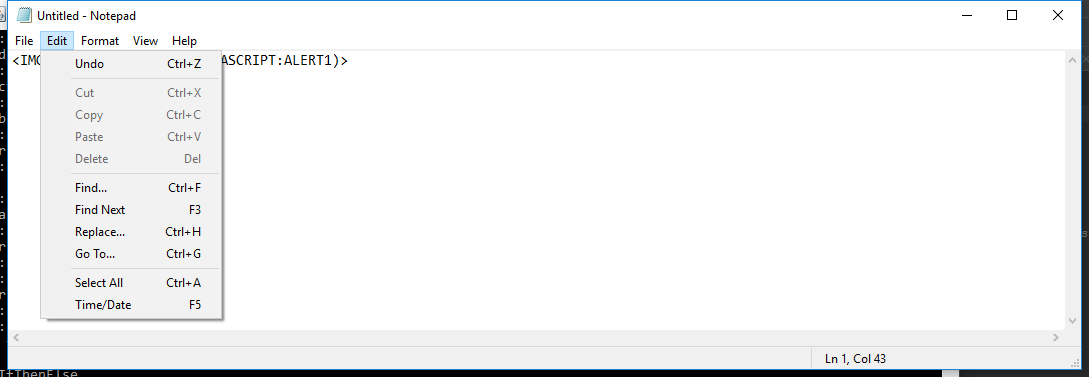 Untitled - Notepad
File Edit Format View Help
<IMG ASCRIPT:ALERT1)>
Undo Ctrl+Z
Cut Ctrl+X
Copy Ctrl+C
Paste Ctrl+V
Delete Del
Find... Ctrl+F
Find Next F3
Replace... Ctrl+H
Go To... Ctrl+G
Select All Ctrl+A
Time/Date F5
Ln 1, Col 43
IfThenElse